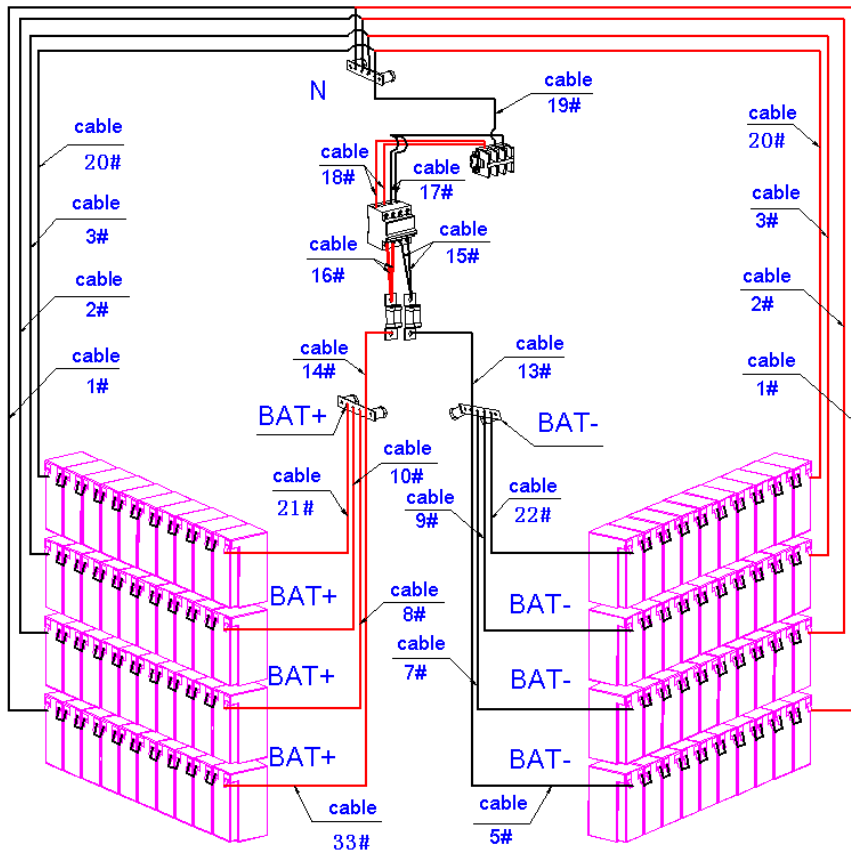 N
cable
19#
cable
20#
cable
20#
cable
18#
cable
17#
cable
3#
cable
3#
cable
16#
cable
15#
cable
2#
cable
2#
cable
1#
cable
14#
cable
13#
cable
1#
BAT+
BAT-
cable
10#
cable
21#
cable
9#
cable
22#
BAT+
BAT-
cable
8#
cable
7#
BAT+
BAT-
BAT+
BAT-
cable
33#
cable
5#